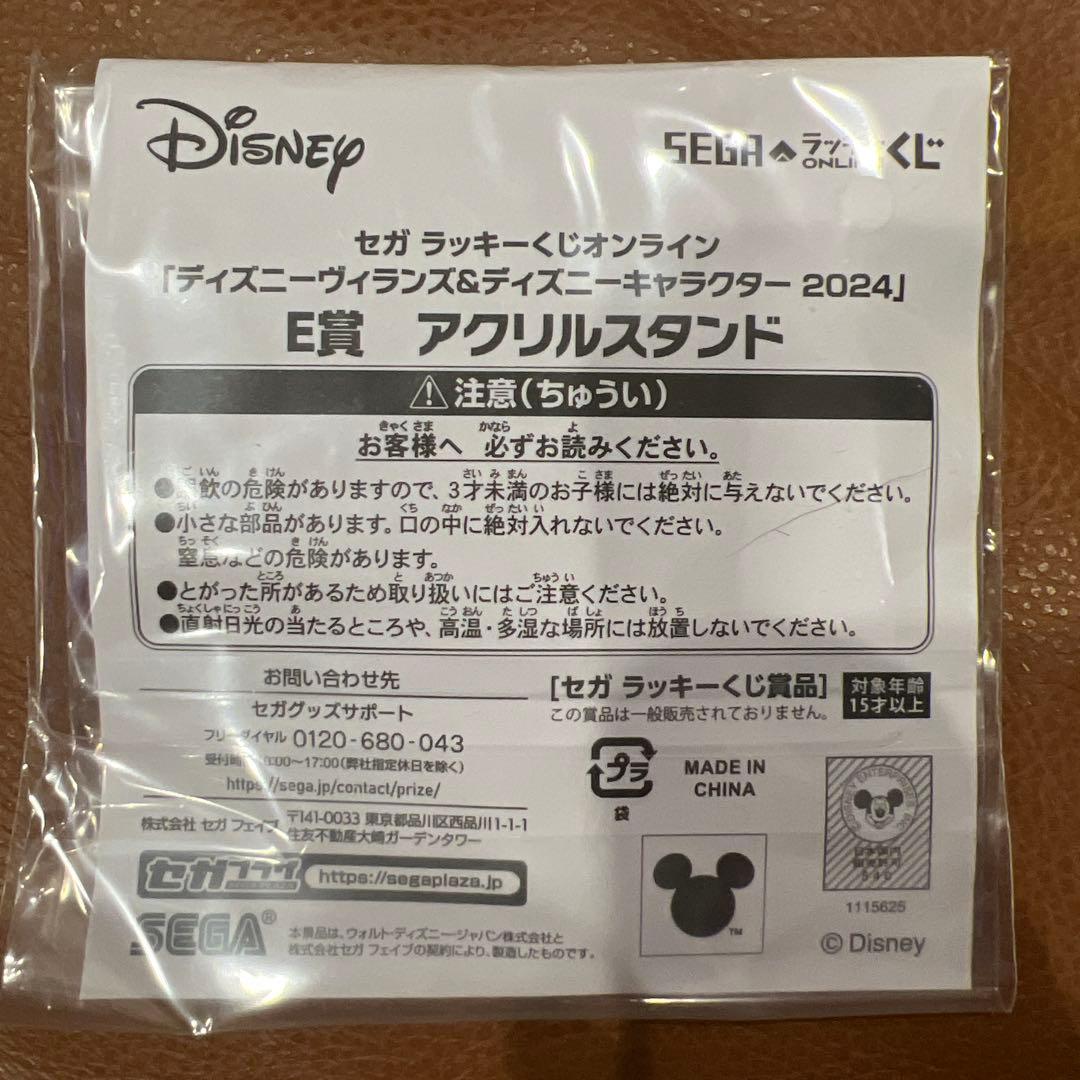 Disney
SEGA ラッキーくじ ONLINE
セガ ラッキーくじオンライン
「ディズニーヴィランズ&ディズニーキャラクター 2024」
E賞 アクリルスタンド
注意(ちゅうい)
お客様へ 必ずお読みください。
●誤飲の危険がありますので、3才未満のお子様には絶対に与えないでください。
●小さな部品があります。口の中に絶対入れないでください。
窒息などの危険があります。
●とがった所があるため取り扱いにはご注意ください。
●直射日光の当たるところや、高温・多湿な場所には放置しないでください。
お問い合わせ先
セガグッズサポート
フリーダイヤル 0120-680-043
受付時間 :00〜17:00(弊社指定休日を除く)
https://sega.jp/contact/prize/
株式会社 セガ フェイブ 〒141-0033 東京都品川区西品川1-1-1
住友不動産大崎ガーデンタワー
セガプラザ
SEGA PLAZA
https://segaplaza.jp
SEGA®
本景品は、ウォルト・ディズニー・ジャパン株式会社と
株式会社セガ フェイブの契約により、製造したものです。
[セガ ラッキーくじ賞品]
この賞品は一般販売されておりません。
対象年齢
15才以上
プラ
袋
MADE IN
CHINA
TM
1115625
© Disney